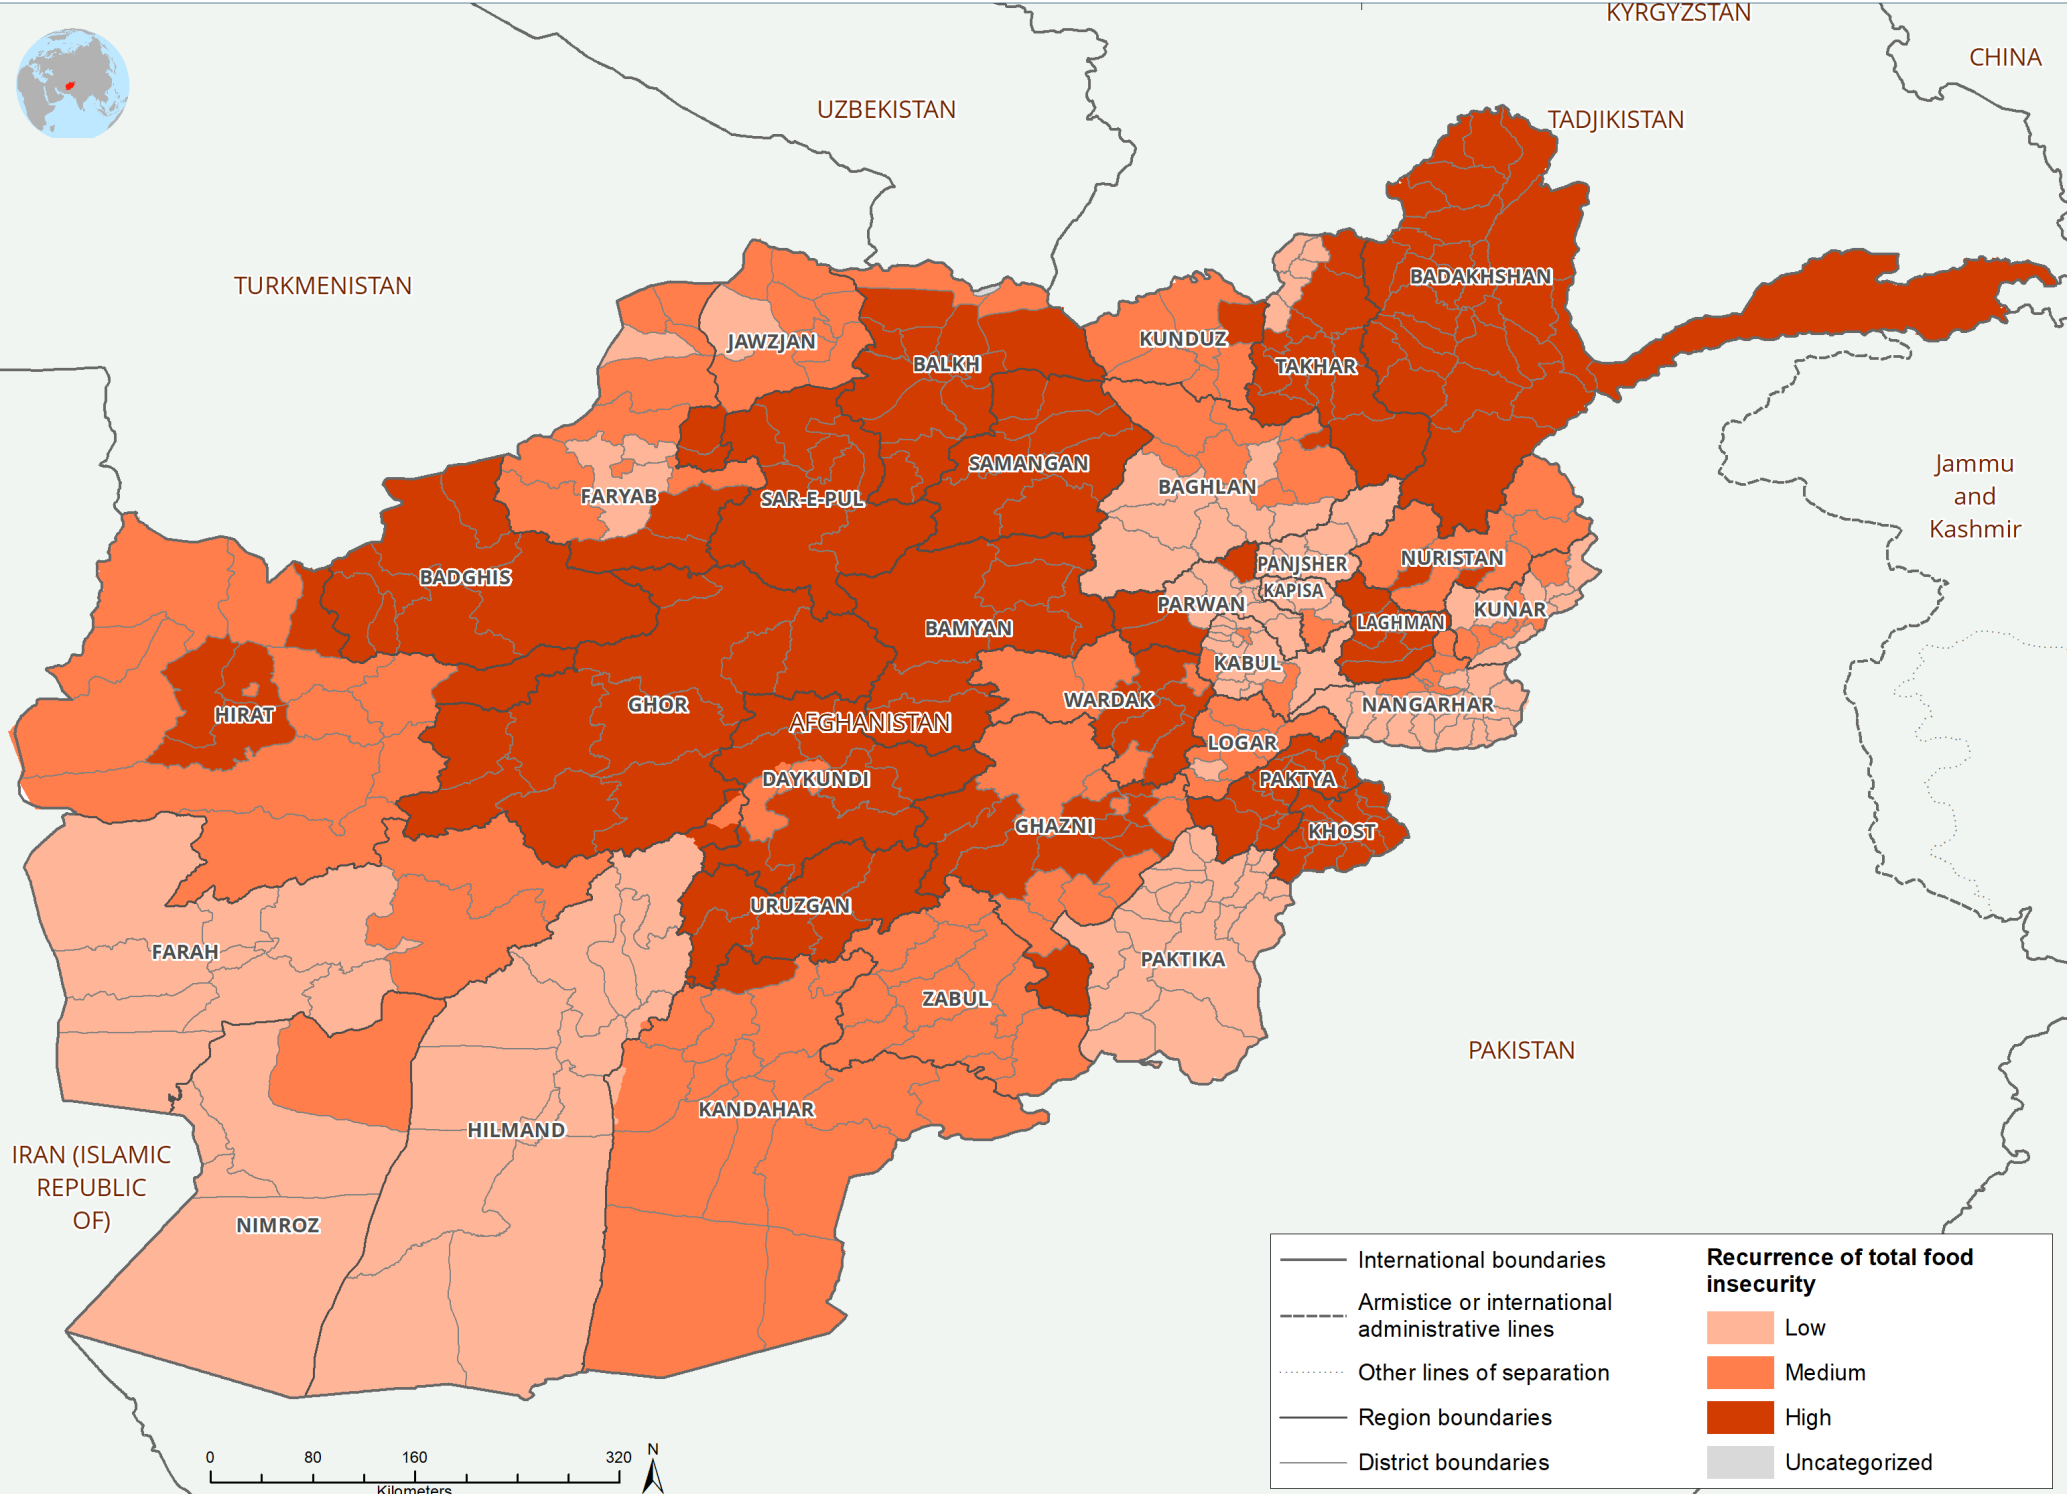 KYRGYZSTAN
CHINA
UZBEKISTAN
TADJIKISTAN
TURKMENISTAN
BADAKHSHAN
JAWZJAN
KUNDUZ
BALKH
TAKHAR
SAMANGAN
Jammu
and
Kashmir
FARYAB
SAR-E-PUL
BAGHLAN
BADGHIS
PANJSHER
NURISTAN
KAPISA
PARWAN
KUNAR
BAMYAN
LAGHMAN
KABUL
HIRAT
GHOR
WARDAK
NANGARHAR
AFGHANISTAN
LOGAR
DAYKUNDI
PAKTYA
GHAZNI
KHOST
URUZGAN
FARAH
PAKTIKA
ZABUL
PAKISTAN
KANDAHAR
HILMAND
IRAN (ISLAMIC
REPUBLIC
OF)
NIMROZ
International boundaries
Armistice or international
administrative lines
Other lines of separation
Region boundaries
District boundaries
Recurrence of total food
insecurity
Low
Medium
High
Uncategorized
0 80 160 320
N
Kilometers